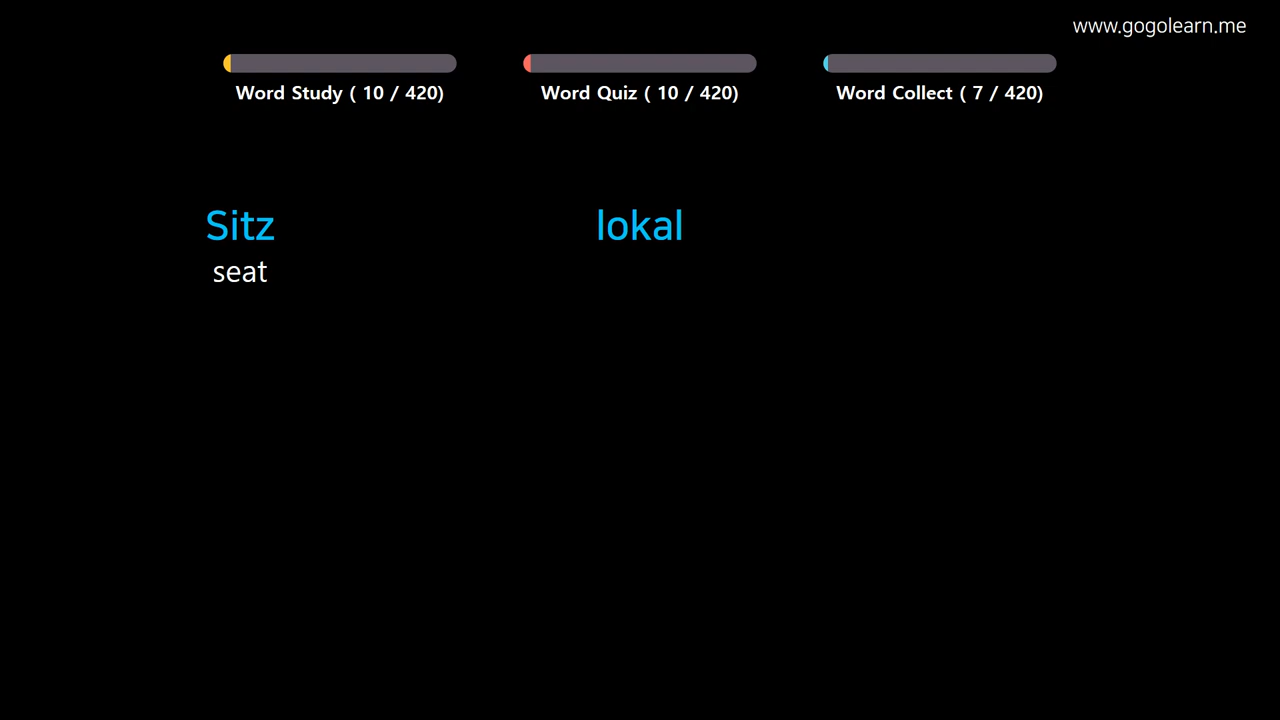 www.gogolearn.me
Word Study ( 10 / 420)
Word Quiz ( 10 / 420)
Word Collect ( 7 / 420)
Sitz
seat
lokal